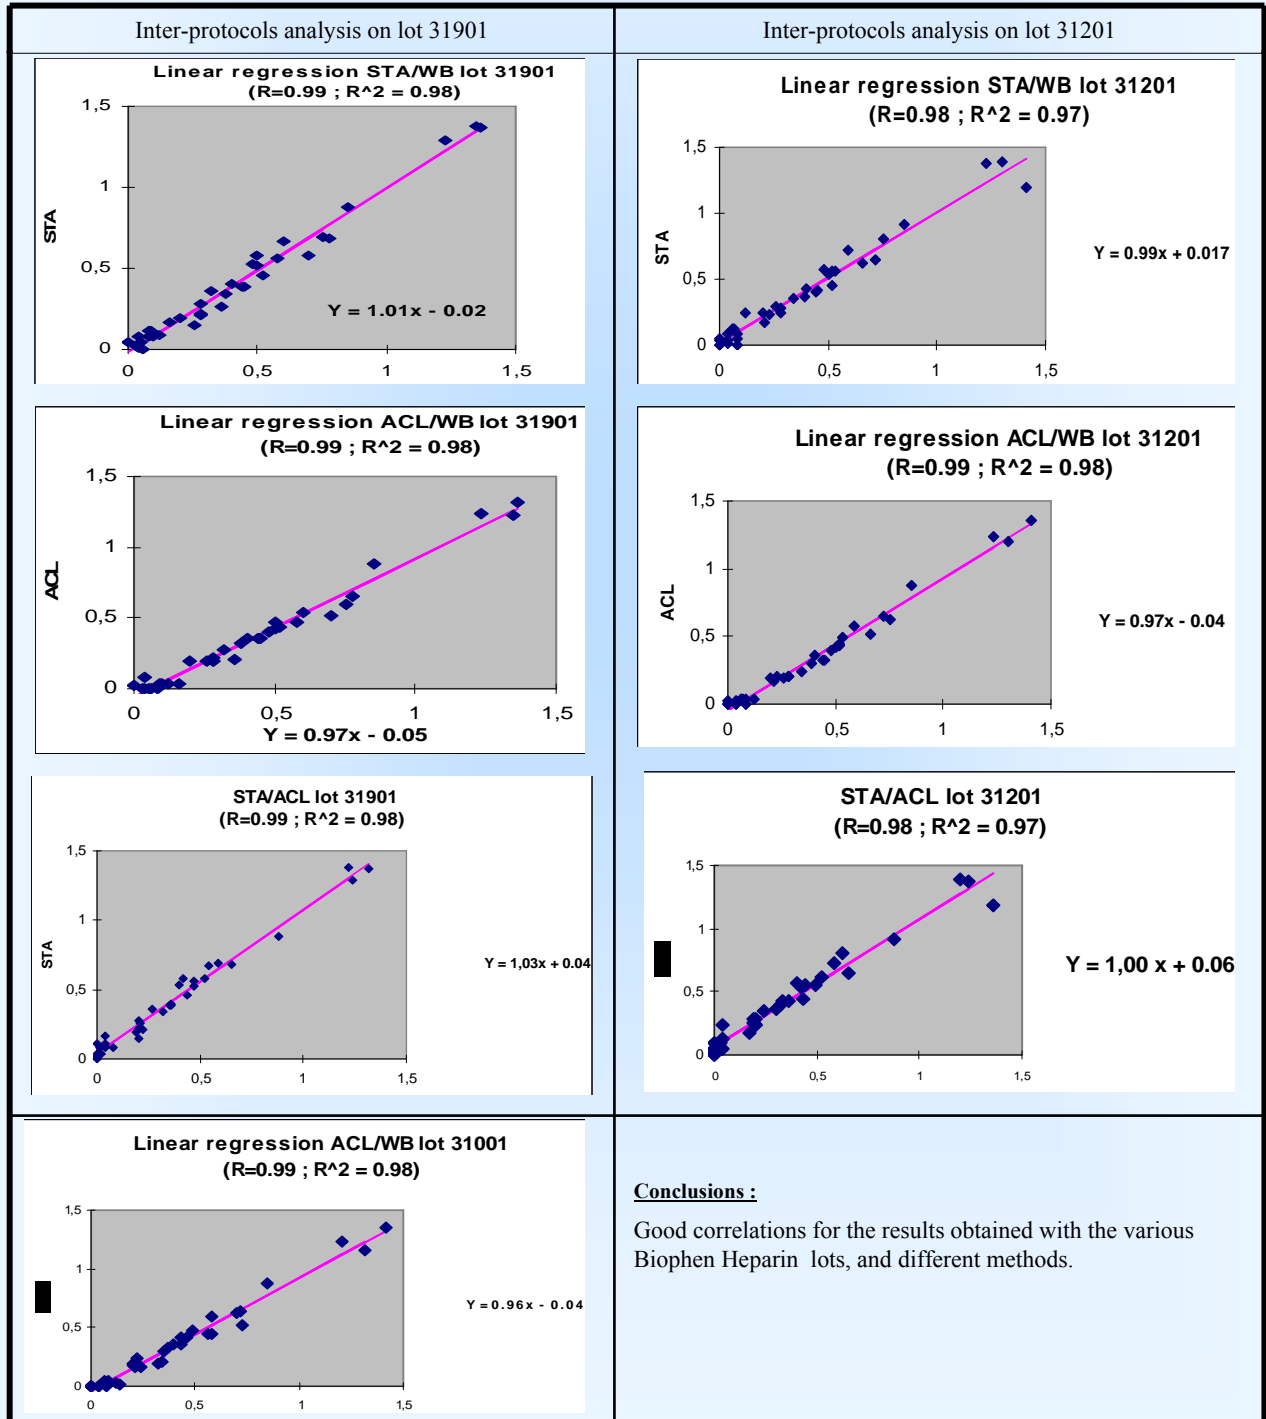 Inter-protocols analysis on lot 31901
Inter-protocols analysis on lot 31201
Linear regression STA/WB lot 31901
(R=0.99 ; R^2 = 0.98)
1,5
1
0,5
0
STA
Y = 1.01x - 0.02
0
0,5
1
1,5
Linear regression STA/WB lot 31201
(R=0.98 ; R^2 = 0.97)
1,5
1
0,5
0
STA
Y = 0.99x + 0.017
0
0,5
1
1,5
Linear regression ACL/WB lot 31901
(R=0.99 ; R^2 = 0.98)
1,5
1
0,5
0
ACL
0
0,5
1
1,5
Y = 0.97x - 0.05
Linear regression ACL/WB lot 31201
(R=0.99 ; R^2 = 0.98)
1,5
1
0,5
0
ACL
Y = 0.97x - 0.04
0
0,5
1
1,5
STA/ACL lot 31901
(R=0.99 ; R^2 = 0.98)
1,5
1
0,5
0
STA
Y = 1,03x + 0.04
0
0,5
1
1,5
STA/ACL lot 31201
(R=0.98 ; R^2 = 0.97)
1,5
1
0,5
0
Y = 1,00 x + 0.06
0
0,5
1
1,5
Linear regression ACL/WB lot 31001
(R=0.99 ; R^2 = 0.98)
1,5
1
0,5
0
Y = 0.96x - 0.04
0
0,5
1
1,5
Conclusions :
Good correlations for the results obtained with the various
Biophen Heparin lots, and different methods.